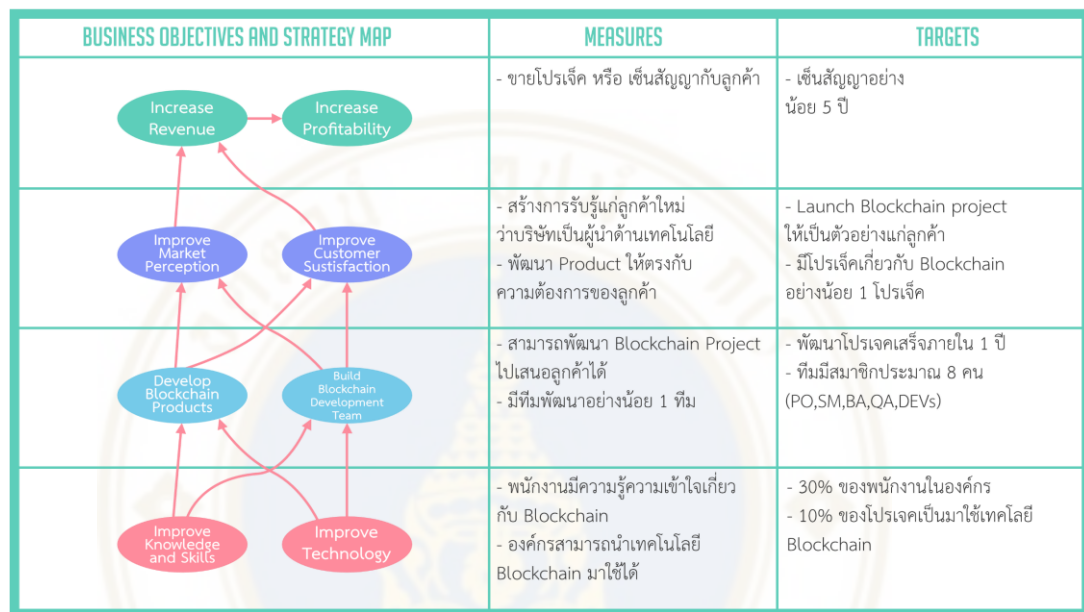 BUSINESS OBJECTIVES AND STRATEGY MAP
MEASURES
TARGETS
Increase
Revenue
Increase
Profitability
- ขายโปรเจ็ค หรือ เซ็นสัญญากับลูกค้า
- เซ็นสัญญาอย่าง
น้อย 5 ปี
Improve
Market
Perception
Improve
Customer
Sustisfaction
- สร้างการรับรู้แก่ลูกค้าใหม่
ว่าบริษัทเป็นผู้นำด้านเทคโนโลยี
- พัฒนา Product ให้ตรงกับ
ความต้องการของลูกค้า
- Launch Blockchain project
ให้เป็นตัวอย่างแก่ลูกค้า
- มีโปรเจ็คเกี่ยวกับ Blockchain
อย่างน้อย 1 โปรเจ็ค
Develop
Blockchain
Products
Build
Blockchain
Development
Team
- สามารถพัฒนา Blockchain Project
ไปเสนอลูกค้าได้
- มีทีมพัฒนาอย่างน้อย 1 ทีม
- พัฒนาโปรเจคเสร็จภายใน 1 ปี
- ทีมมีสมาชิกประมาณ 8 คน
(PO,SM,BA,QA,DEVs)
Improve
Knowledge
and Skills
Improve
Technology
- พนักงานมีความรู้ความเข้าใจเกี่ยว
กับ Blockchain
- องค์กรสามารถนำเทคโนโลยี
Blockchain มาใช้ได้
- 30% ของพนักงานในองค์กร
- 10% ของโปรเจคเป็นมาใช้เทคโลยี
Blockchain